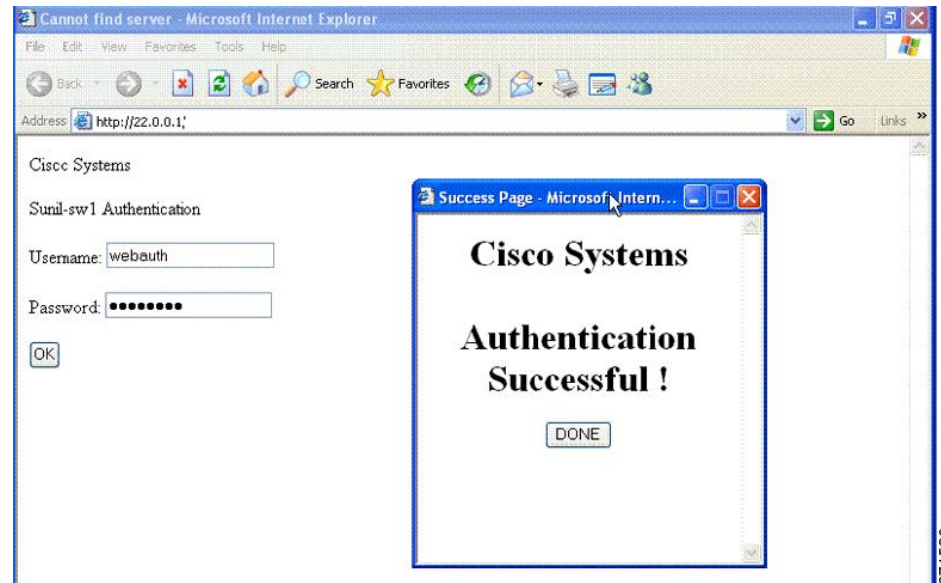 Cannot find server - Microsoft Internet Explorer
File Edit View Favorites Tools Help
Back Search Favorites
Address http://22.0.0.1;' Go Links »
Ciscc Systems
Sunil-sw1 Authentication
Username: webauth
Password: ●●●●●●●●
OK
Success Page - Microsoft Intern...
Cisco Systems
Authentication
Successful !
DONE